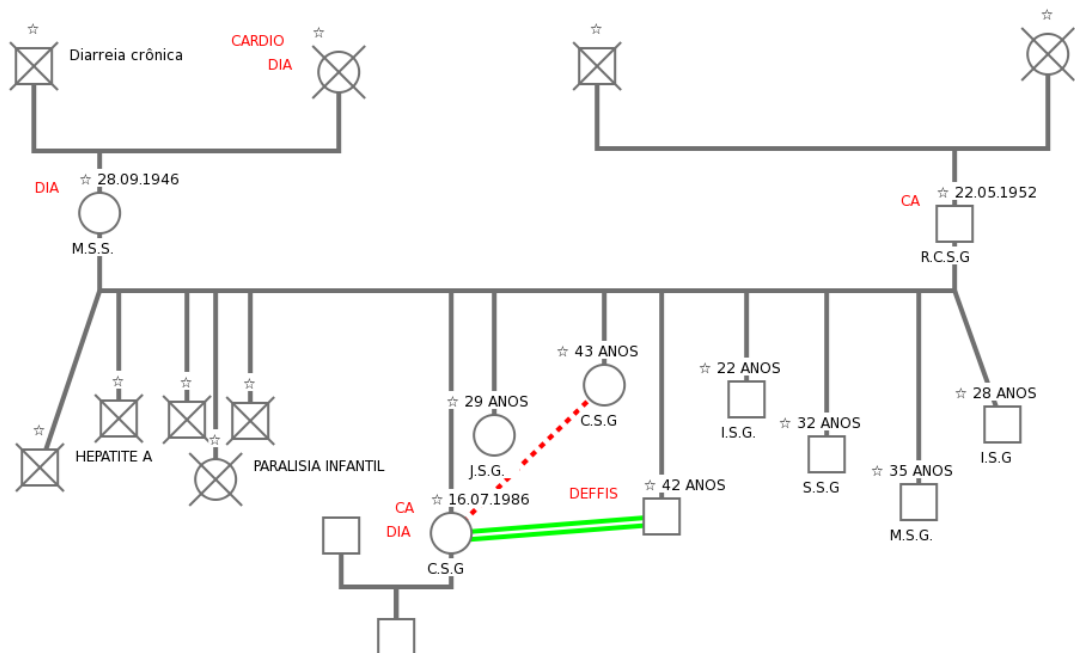 Diarreia crônica
CARDIO
DIA
DIA
☆ 28.09.1946
M.S.S.
CA
☆ 22.05.1952
R.C.S.G
☆ 43 ANOS
C.S.G
☆ 22 ANOS
I.S.G.
☆ 29 ANOS
J.S.G.
☆ 28 ANOS
I.S.G
☆ 32 ANOS
S.S.G
HEPATITE A
PARALISIA INFANTIL
☆ 35 ANOS
M.S.G.
DEFFIS
☆ 42 ANOS
CA
DIA
☆ 16.07.1986
C.S.G